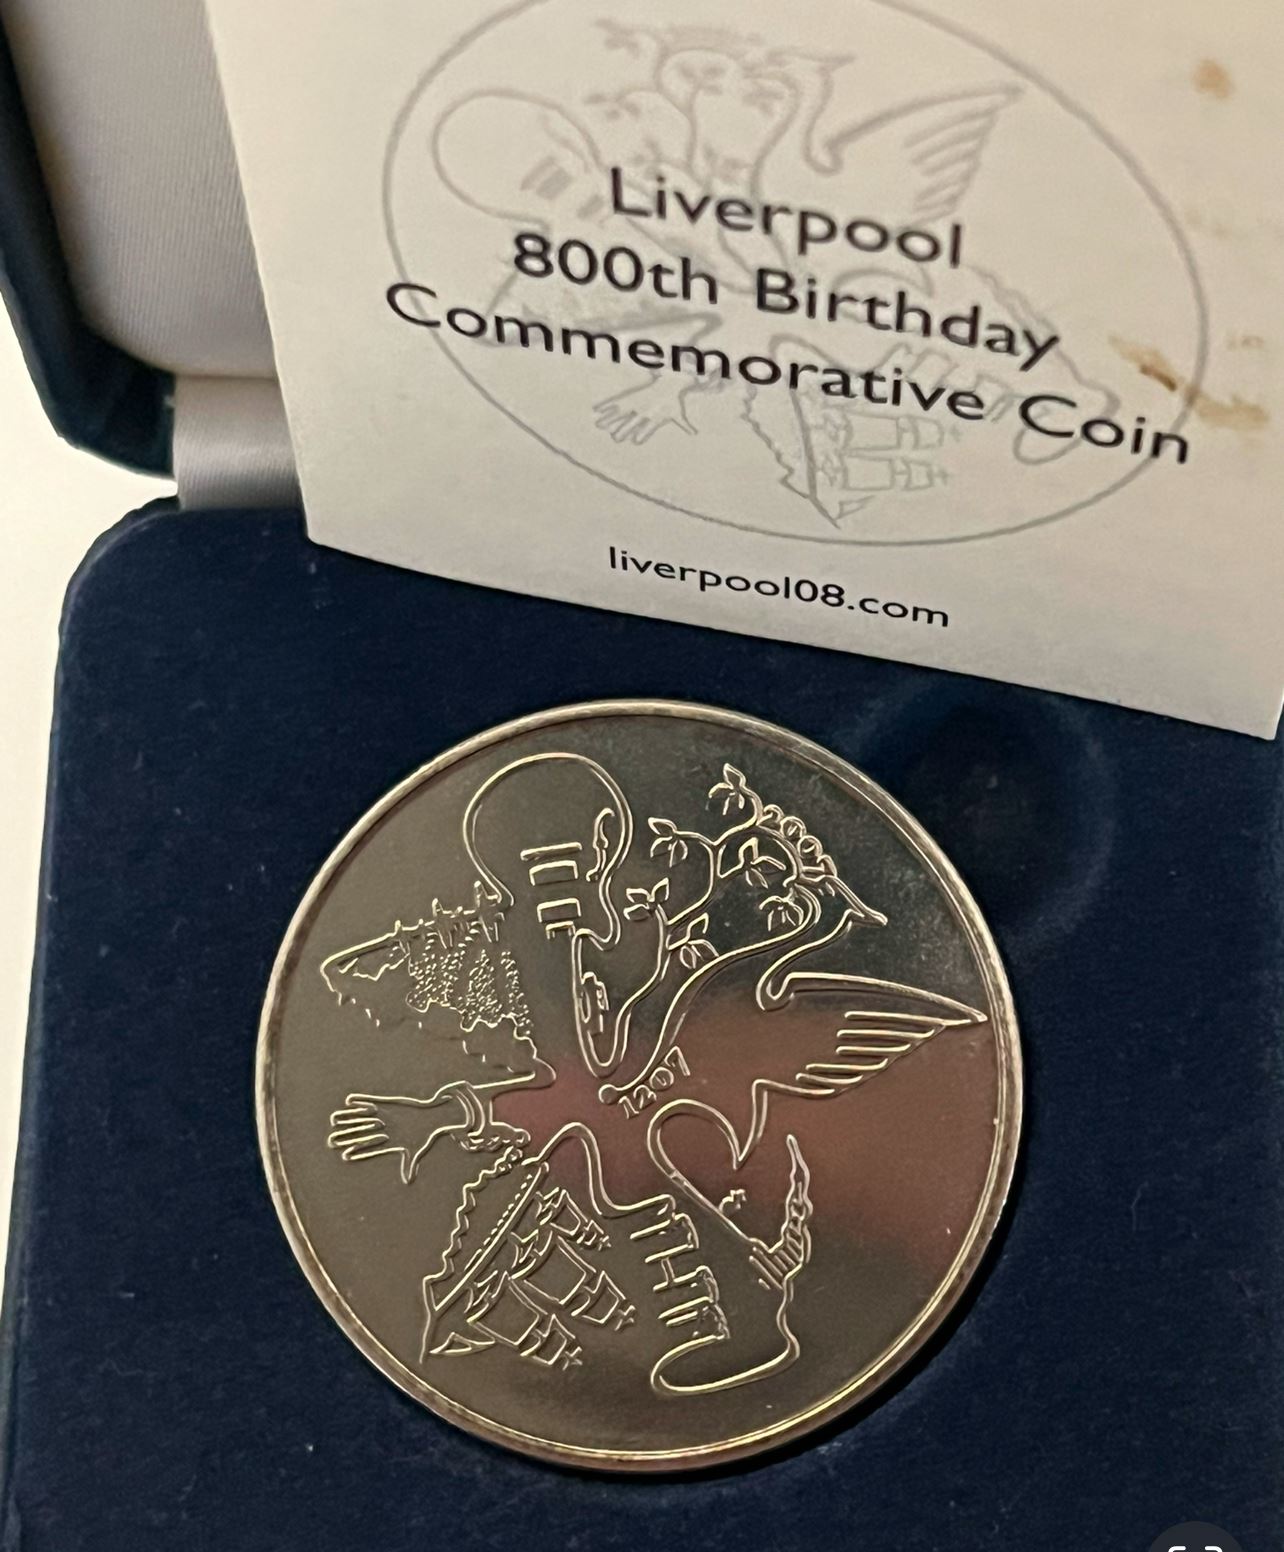 Liverpool
800th Birthday
Commemorative Coin
liverpool08.com
2007
1207